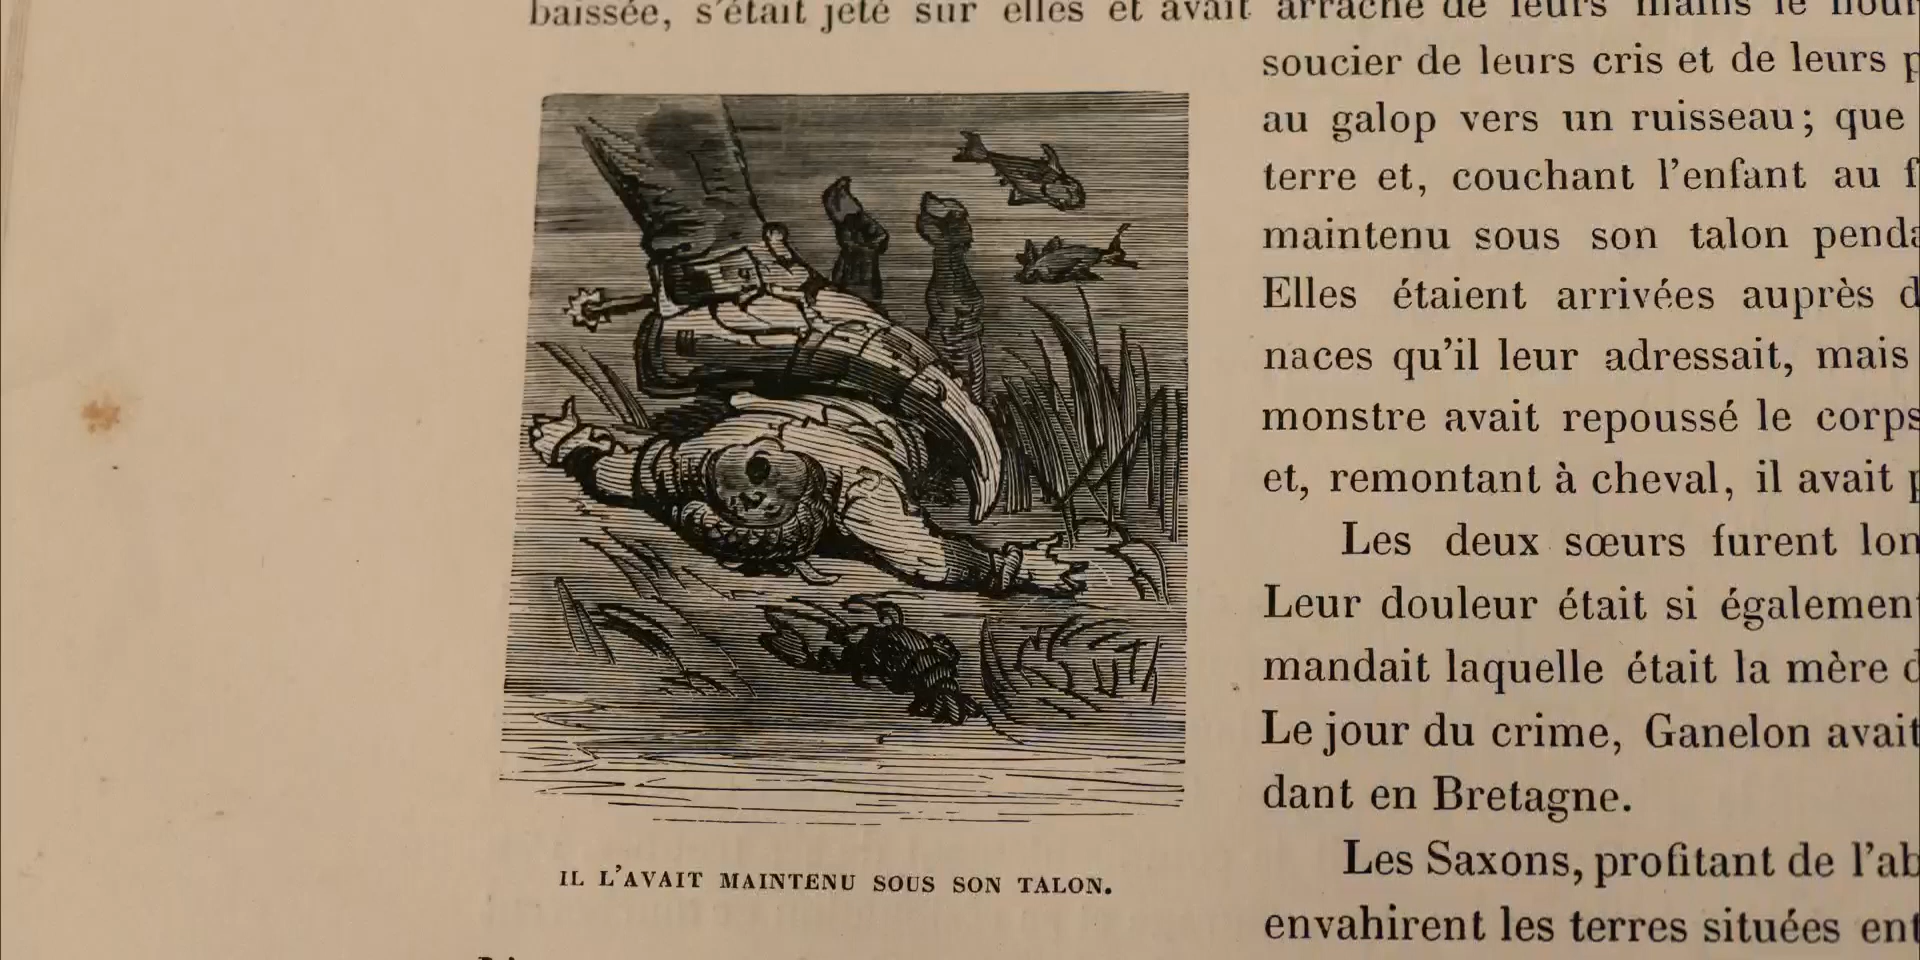 baissée, s'était jeté sur elles et avait arraché de leurs mains le
soucier de leurs cris et de leurs
au galop vers un ruisseau; que
terre et, couchant l'enfant au
maintenu sous son talon
Elles étaient arrivées auprès
naces qu'il leur adressait, mais
monstre avait repoussé le corps
et, remontant à cheval, il avait
Les deux sœurs furent
Leur douleur était si
mandait laquelle était la mère
Le jour du crime, Ganelon avait
dant en Bretagne.
Les Saxons, profitant de
envahirent les terres situées
IL L'AVAIT MAINTENU SOUS SON TALON.